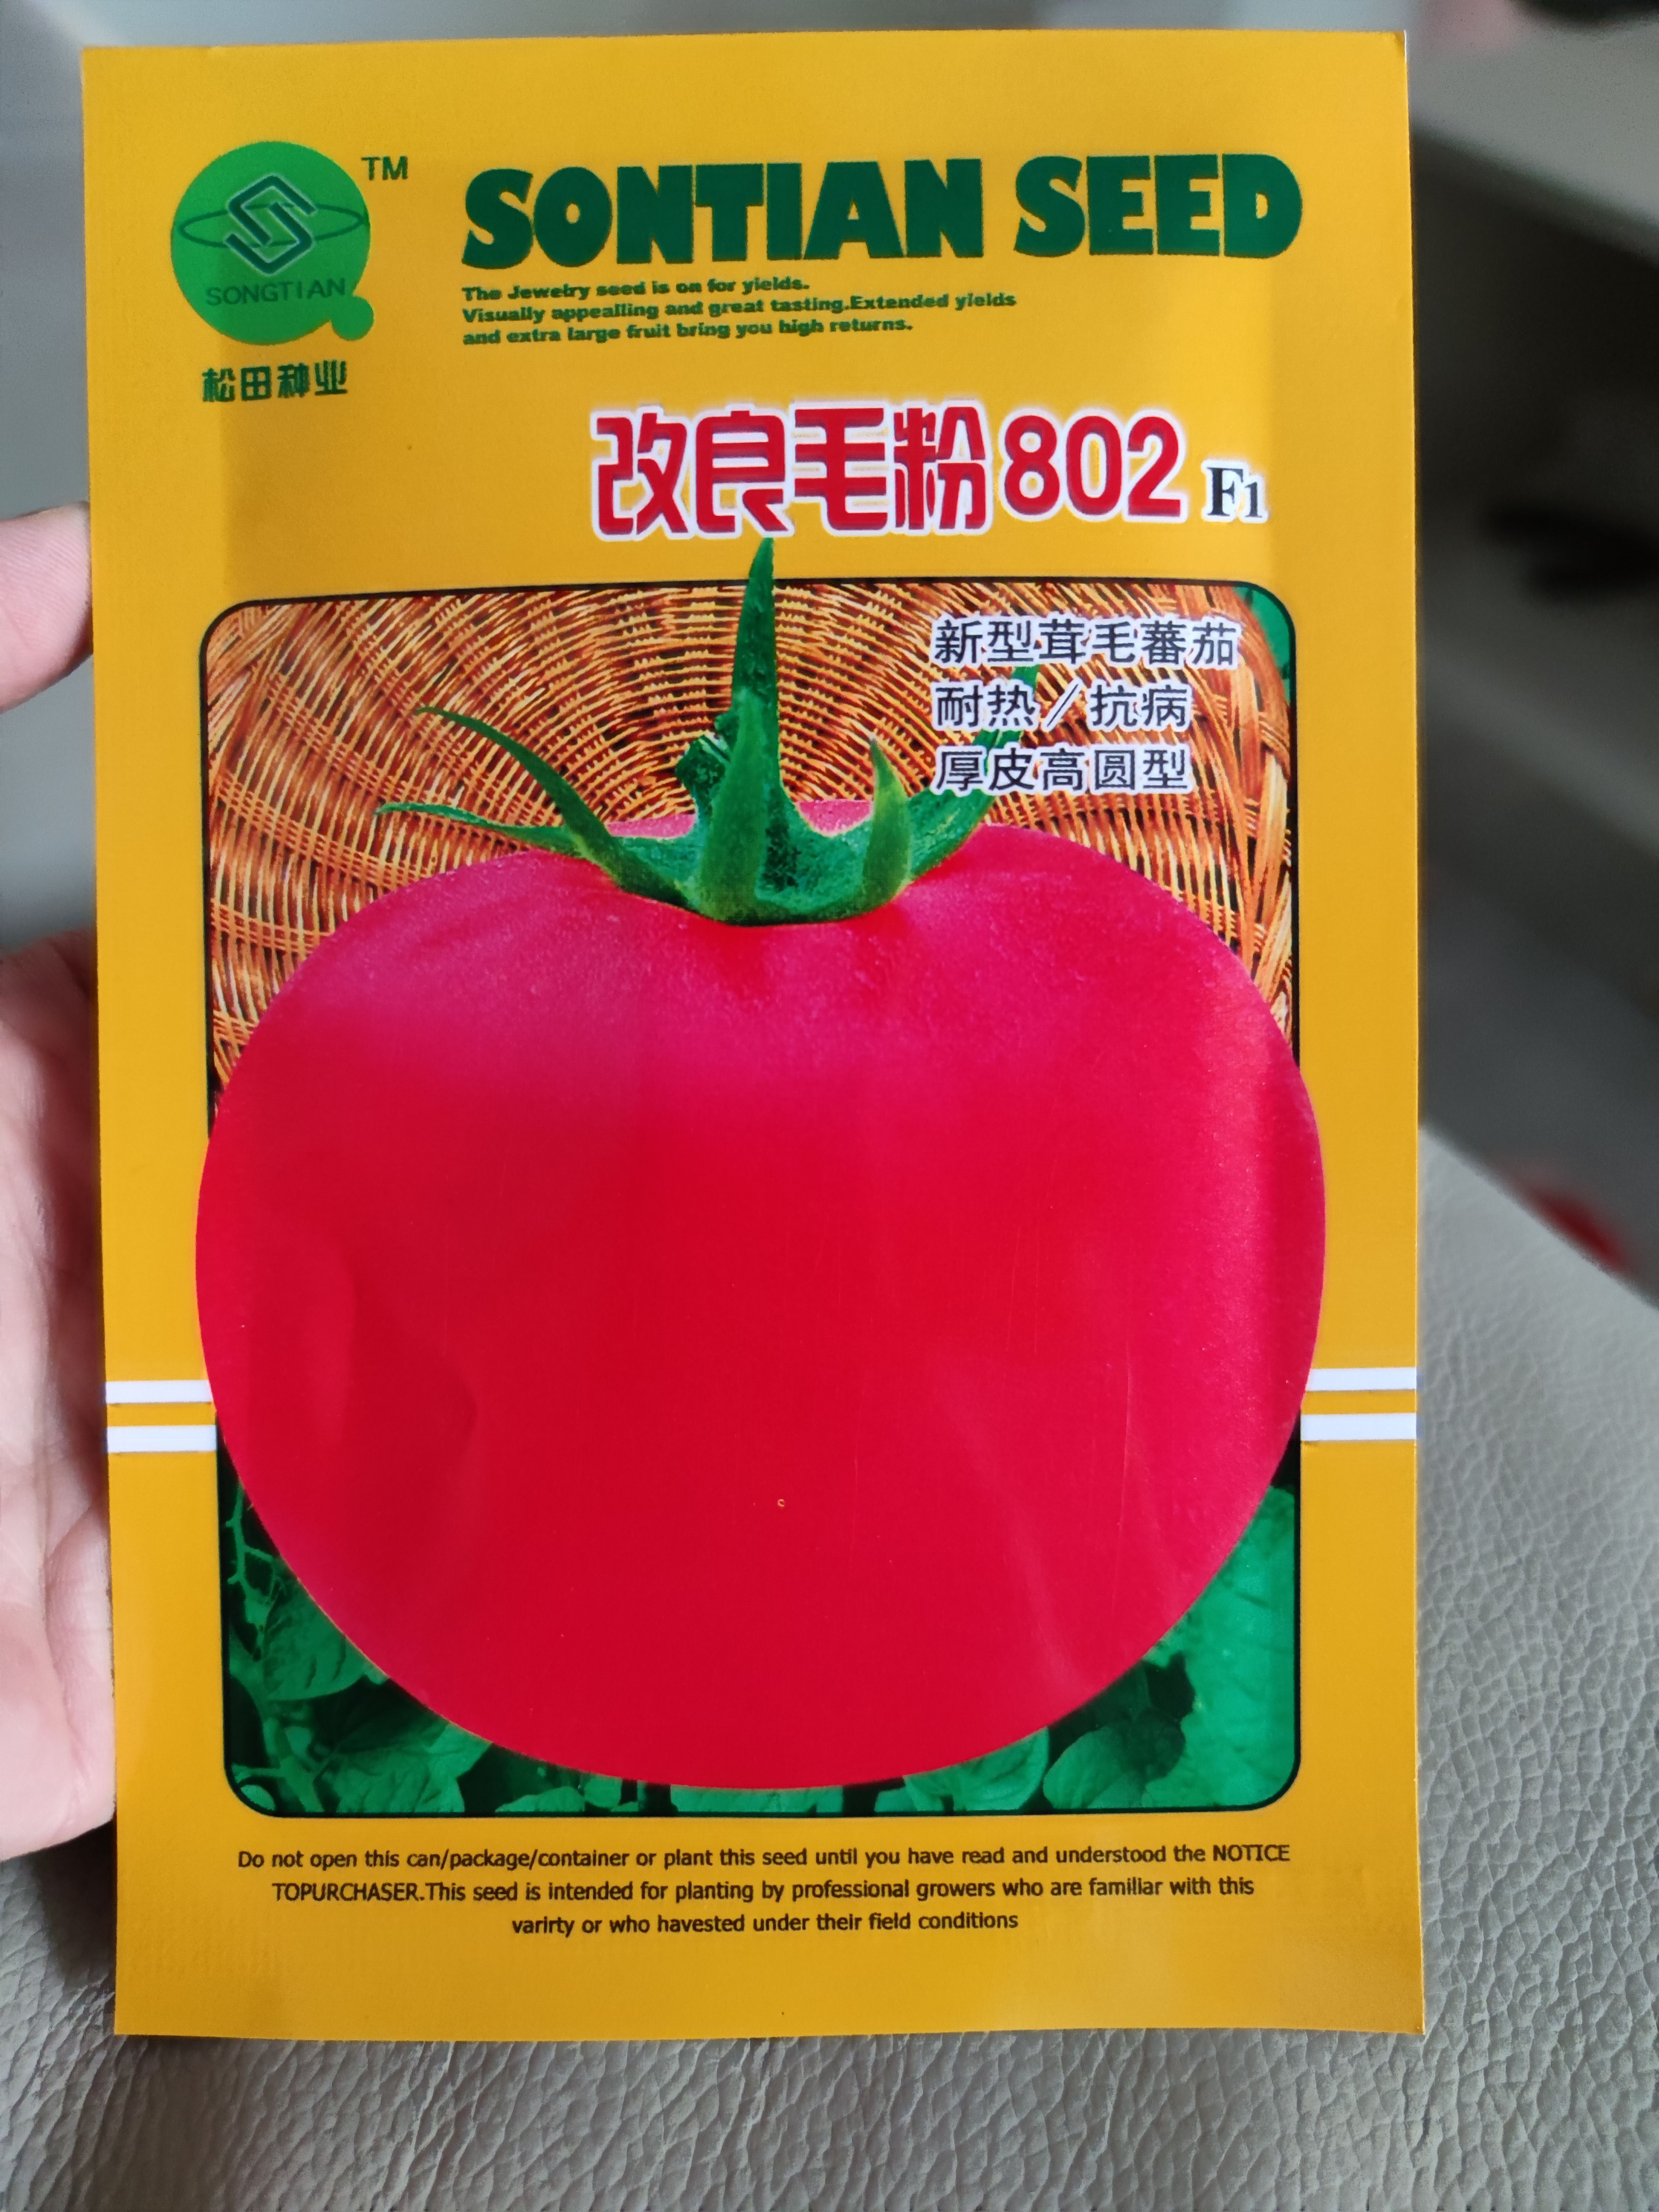 TM
SONGTIAN
松田种业
SONTIAN SEED
The Jewelry seed is on for yields.
Visually appealling and great tasting.Extended yields
and extra large fruit bring you high returns.
改良毛粉802 F1
新型茸毛蕃茄
耐热/抗病
厚皮高圆型
Do not open this can/package/container or plant this seed until you have read and understood the NOTICE
TOPURCHASER.This seed is intended for planting by professional growers who are familiar with this
varirty or who havested under their field conditions